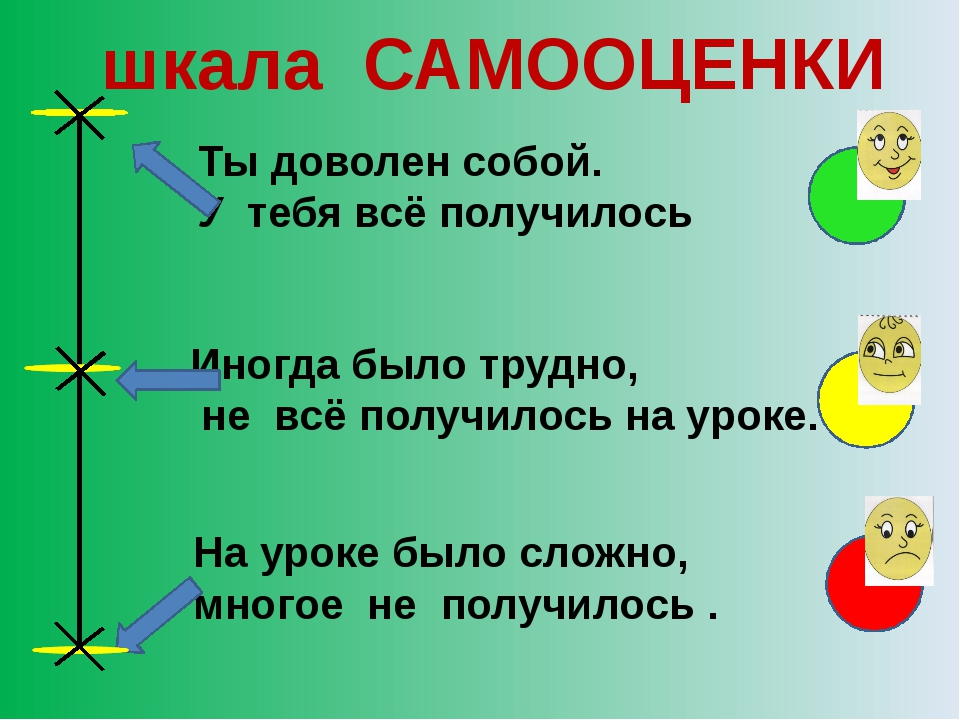 шкала САМООЦЕНКИ
Ты доволен собой.
У тебя всё получилось
Иногда было трудно,
не всё получилось на уроке.
На уроке было сложно,
многое не получилось .